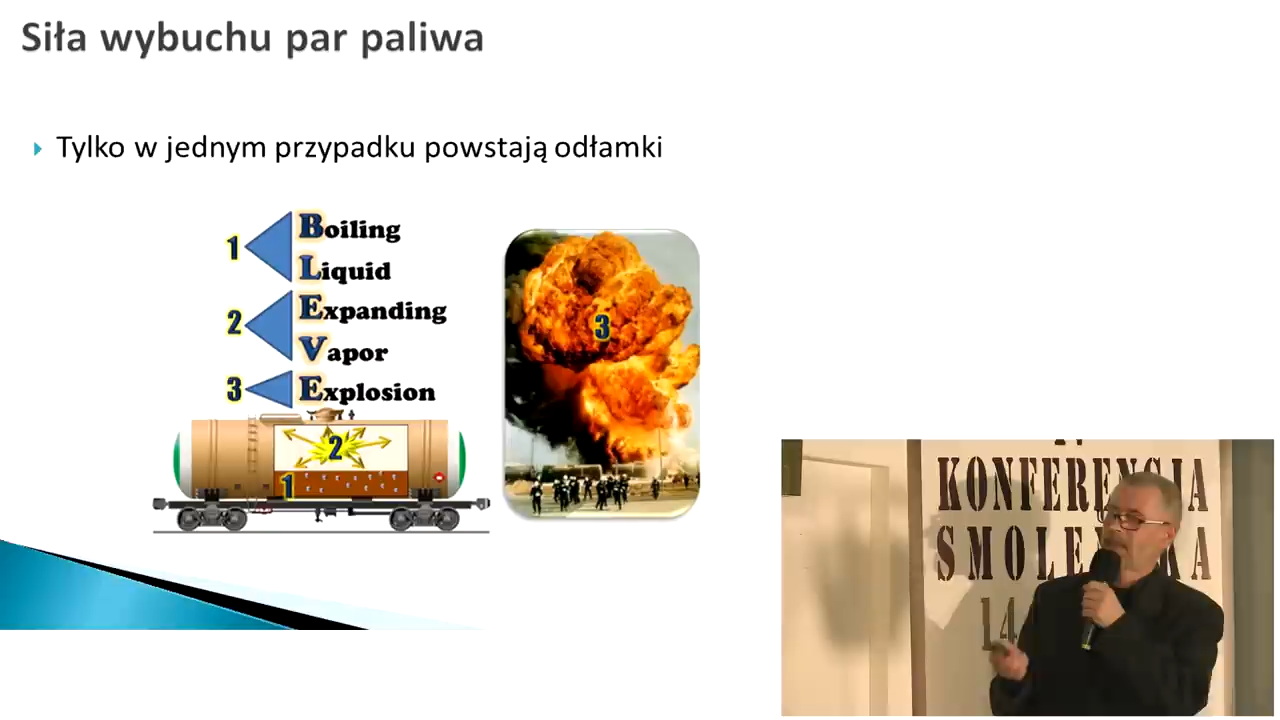 Siła wybuchu par paliwa
Tylko w jednym przypadku powstają odłamki
1
Boiling
Liquid
2
Expanding
Vapor
3
Explosion
2
1
3
KONFERENCJA
14